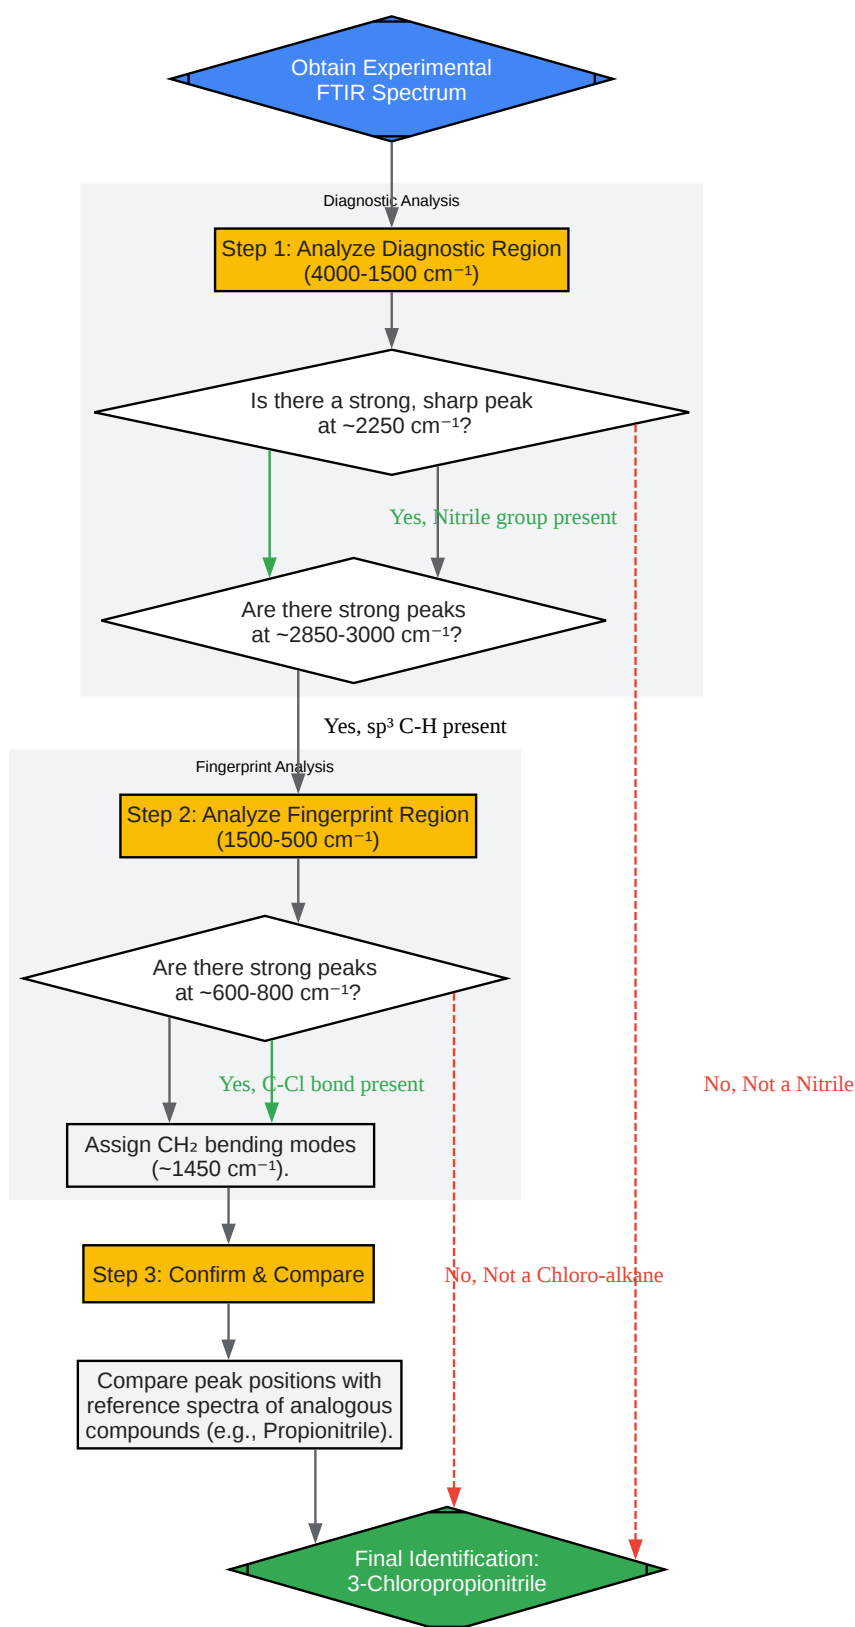 Obtain Experimental
FTIR Spectrum
Diagnostic Analysis
Step 1: Analyze Diagnostic Region
(4000-1500 cm⁻¹)
Is there a strong, sharp peak
at ~2250 cm⁻¹?
Yes, Nitrile group present
Are there strong peaks
at ~2850-3000 cm⁻¹?
Yes, sp³ C-H present
Fingerprint Analysis
Step 2: Analyze Fingerprint Region
(1500-500 cm⁻¹)
Are there strong peaks
at ~600-800 cm⁻¹?
Yes, C-Cl bond present
No, Not a Nitrile
Assign CH₂ bending modes
(~1450 cm⁻¹).
Step 3: Confirm & Compare
No, Not a Chloro-alkane
Compare peak positions with
reference spectra of analogous
compounds (e.g., Propionitrile).
Final Identification:
3-Chloropropionitrile